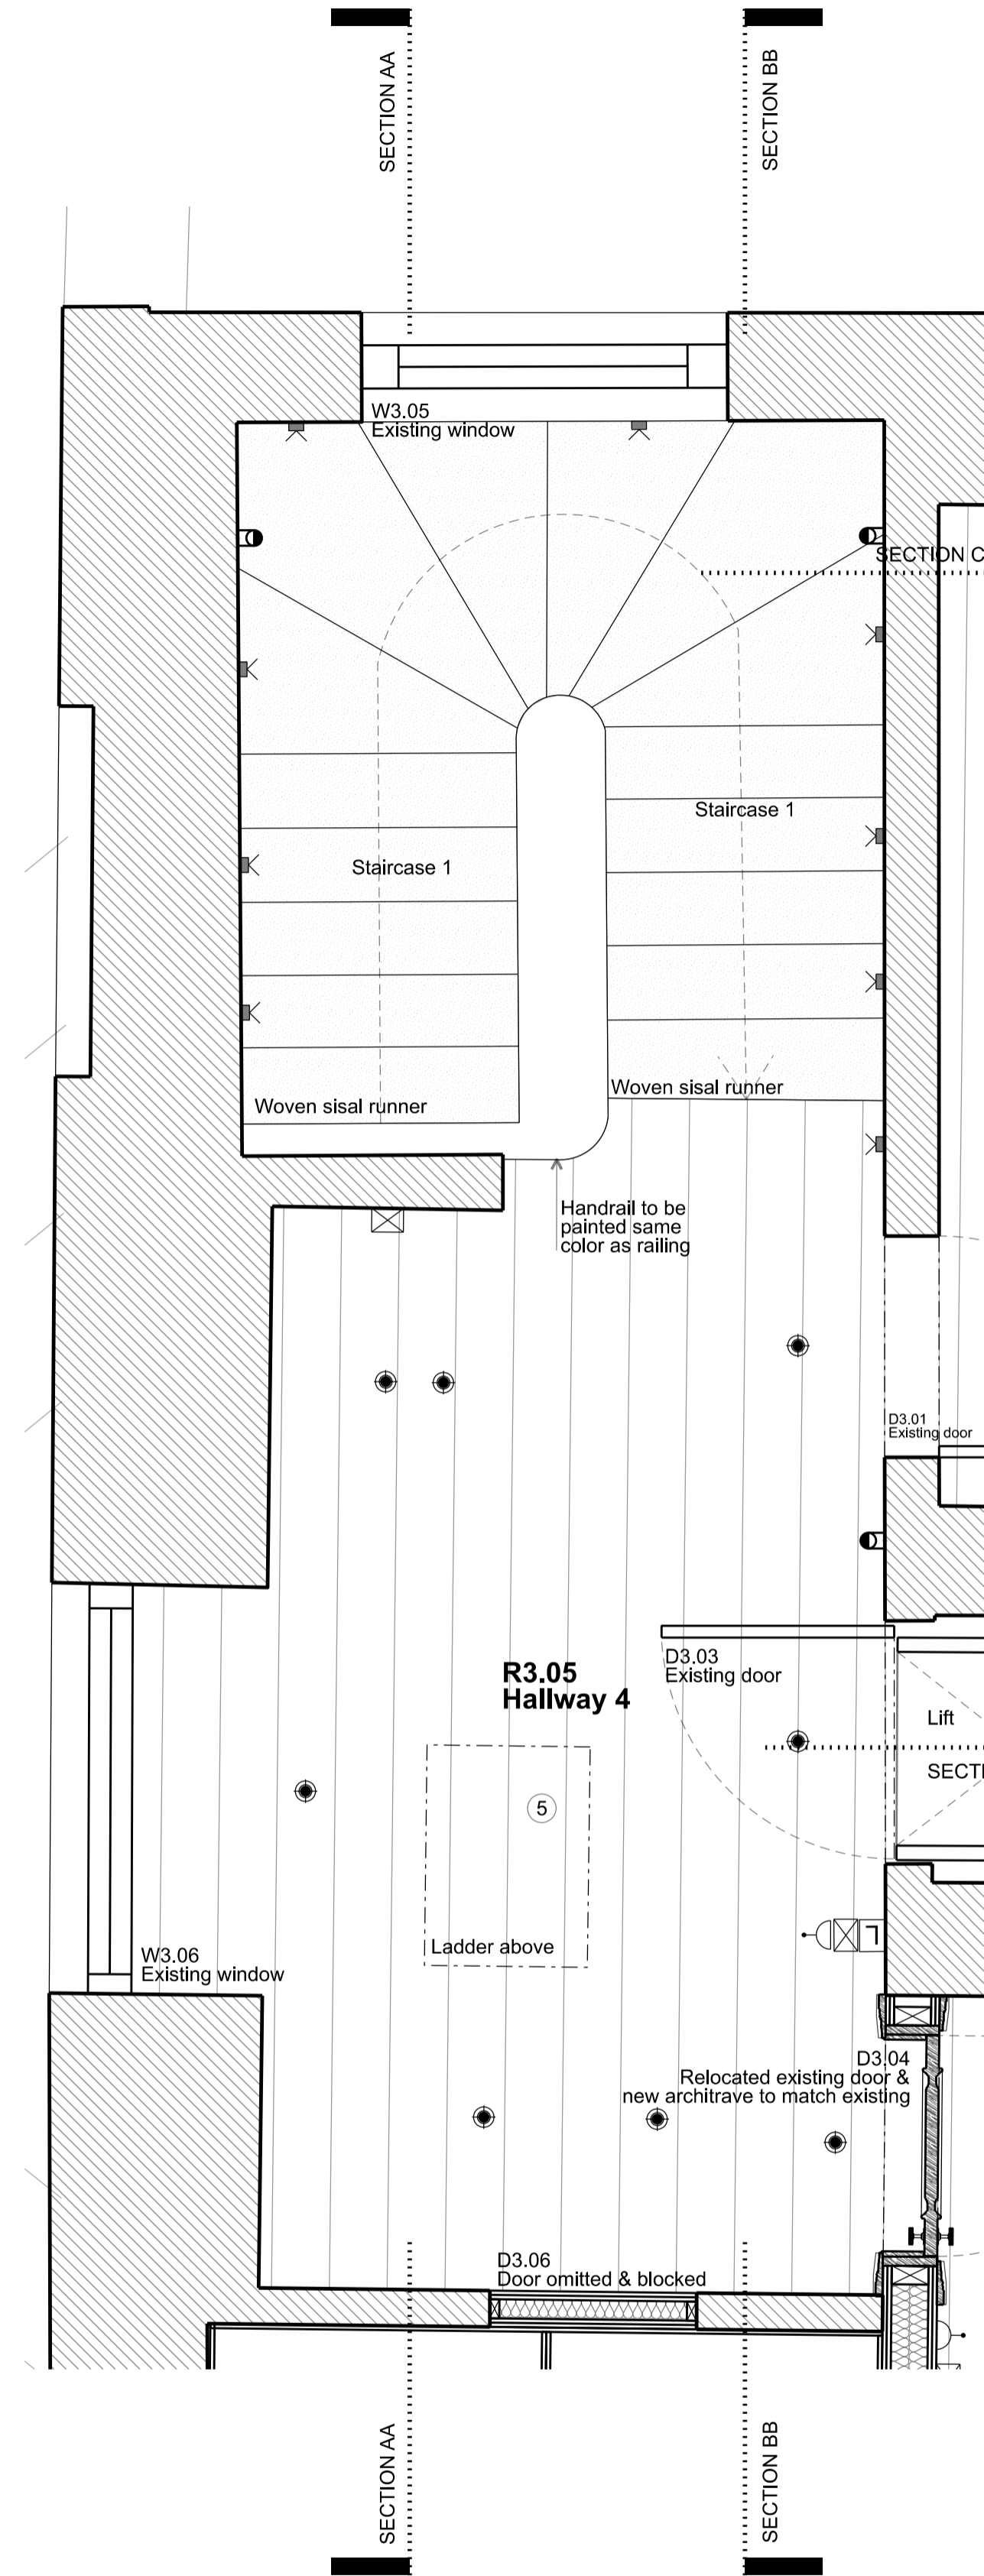 SECTION AA
SECTION BB
W3.05
Existing window
SECTION C
Staircase 1
Staircase 1
Woven sisal runner
Woven sisal runner
Handrail to be
painted same
color as railing
D3.01
Existing door
D3.03
Existing door
R3.05
Hallway 4
Lift
SECTI
5
Ladder above
W3.06
Existing window
D3.04
Relocated existing door &
new architrave to match existing
D3.06
Door omitted & blocked
SECTION AA
SECTION BB